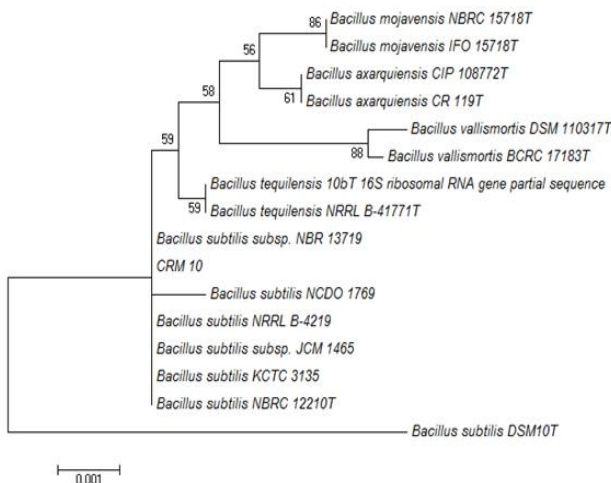 86
Bacillus mojavensis NBRC 15718T
Bacillus mojavensis IFO 15718T
56
Bacillus axarquiensis CIP 108772T
61
Bacillus axarquiensis CR 119T
58
Bacillus vallismortis DSM 110317T
88
Bacillus vallismortis BCRC 17183T
59
Bacillus tequilensis 10bT 16S ribosomal RNA gene partial sequence
59
Bacillus tequilensis NRRL B-41771T
Bacillus subtilis subsp. NBR 13719
CRM 10
Bacillus subtilis NCDO 1769
Bacillus subtilis NRRL B-4219
Bacillus subtilis subsp. JCM 1465
Bacillus subtilis KCTC 3135
Bacillus subtilis NBRC 12210T
Bacillus subtilis DSM10T
0.001